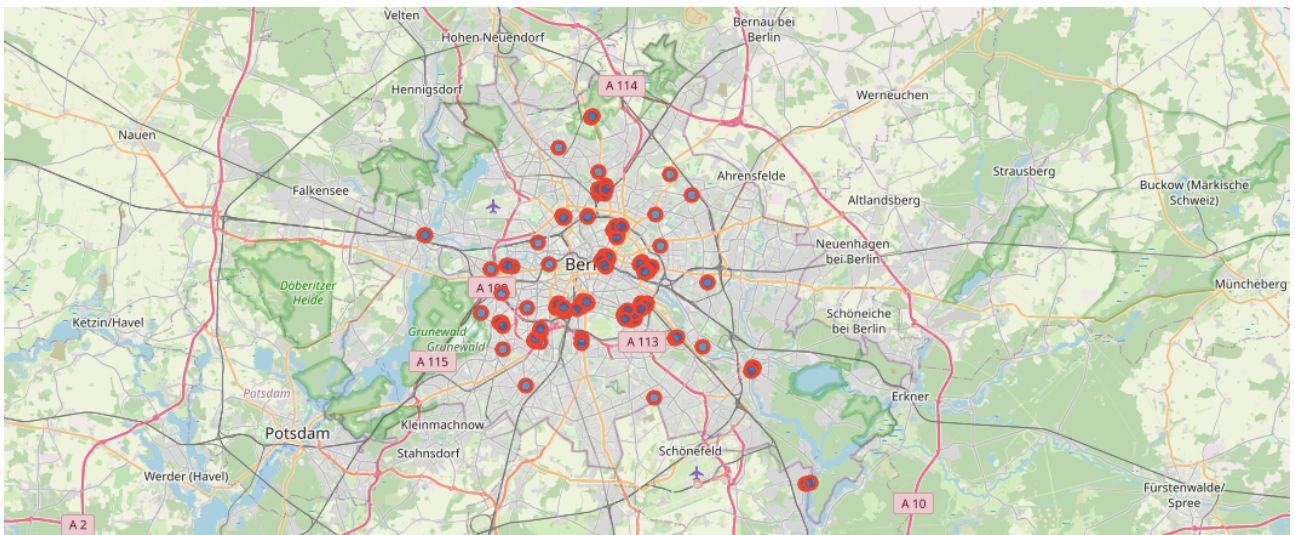 Velten
Bernau bei
Berlin
Hohen Neuendorf
A 114
Hennigsdorf
Werneuchen
Nauen
Strausberg
Ahrensfelde
Falkensee
Buckow (Märkische
Schweiz)
Altlandsberg
Neuenhagen
bei Berlin
Ber
Döberitzer
Heide
A 100
Müncheberg
Schöneiche
bei Berlin
Ketzin/Havel
Grunewald
Grunewald
A 113
A 115
Potsdam
Erkner
Kleinmachnow
Potsdam
Stahnsdorf
Schönefeld
Werder (Havel)
Fürstenwalde/
Spree
A 10
A 2